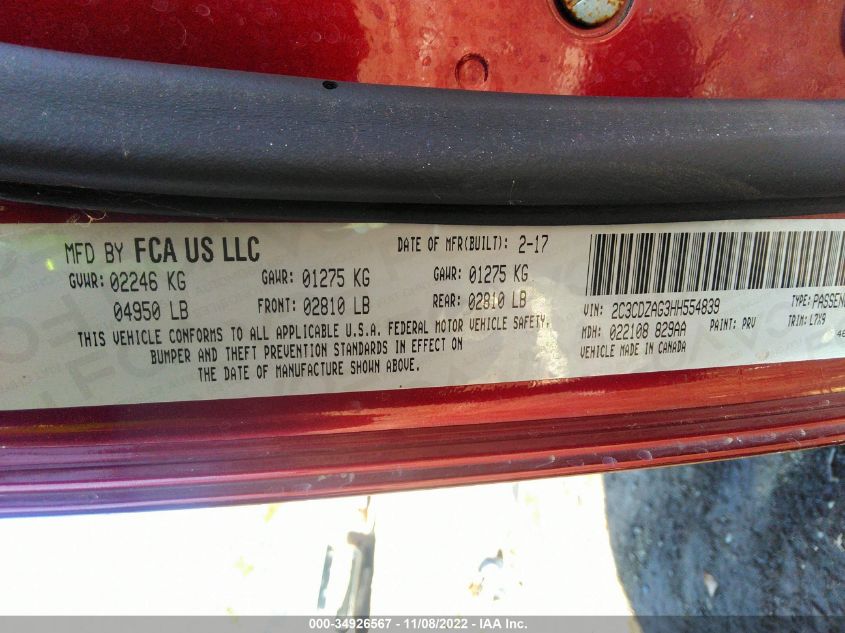 MFD BY FCA US LLC
DATE OF MFR(BUILT): 2-17
GVWR: 02246 KG
GAWR: 01275 KG
GAWR: 01275 KG
04950 LB
FRONT: 02810 LB
REAR: 02810 LB
THIS VEHICLE CONFORMS TO ALL APPLICABLE U.S.A. FEDERAL MOTOR VEHICLE SAFETY,
BUMPER AND THEFT PREVENTION STANDARDS IN EFFECT ON
THE DATE OF MANUFACTURE SHOWN ABOVE.
VIN: 2C3CDZAG3HH554839
TYPE: PASSEN
MDH: 022108 829AA
PAINT: PRV
TRIM: L7X9
VEHICLE MADE IN CANADA
46
000-34926567 - 11/08/2022 - IAA Inc.